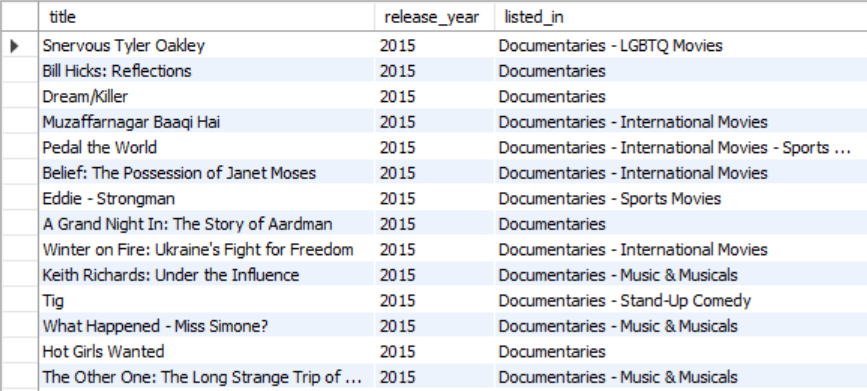 title release_year listed_in
Snervous Tyler Oakley 2015 Documentaries - LGBTQ Movies
Bill Hicks: Reflections 2015 Documentaries
Dream/Killer 2015 Documentaries
Muzaffarnagar Baaqi Hai 2015 Documentaries - International Movies
Pedal the World 2015 Documentaries - International Movies - Sports ...
Belief: The Possession of Janet Moses 2015 Documentaries - International Movies
Eddie - Strongman 2015 Documentaries - Sports Movies
A Grand Night In: The Story of Aardman 2015 Documentaries
Winter on Fire: Ukraine's Fight for Freedom 2015 Documentaries - International Movies
Keith Richards: Under the Influence 2015 Documentaries - Music & Musicals
Tig 2015 Documentaries - Stand-Up Comedy
What Happened - Miss Simone? 2015 Documentaries - Music & Musicals
Hot Girls Wanted 2015 Documentaries
The Other One: The Long Strange Trip of ... 2015 Documentaries - Music & Musicals